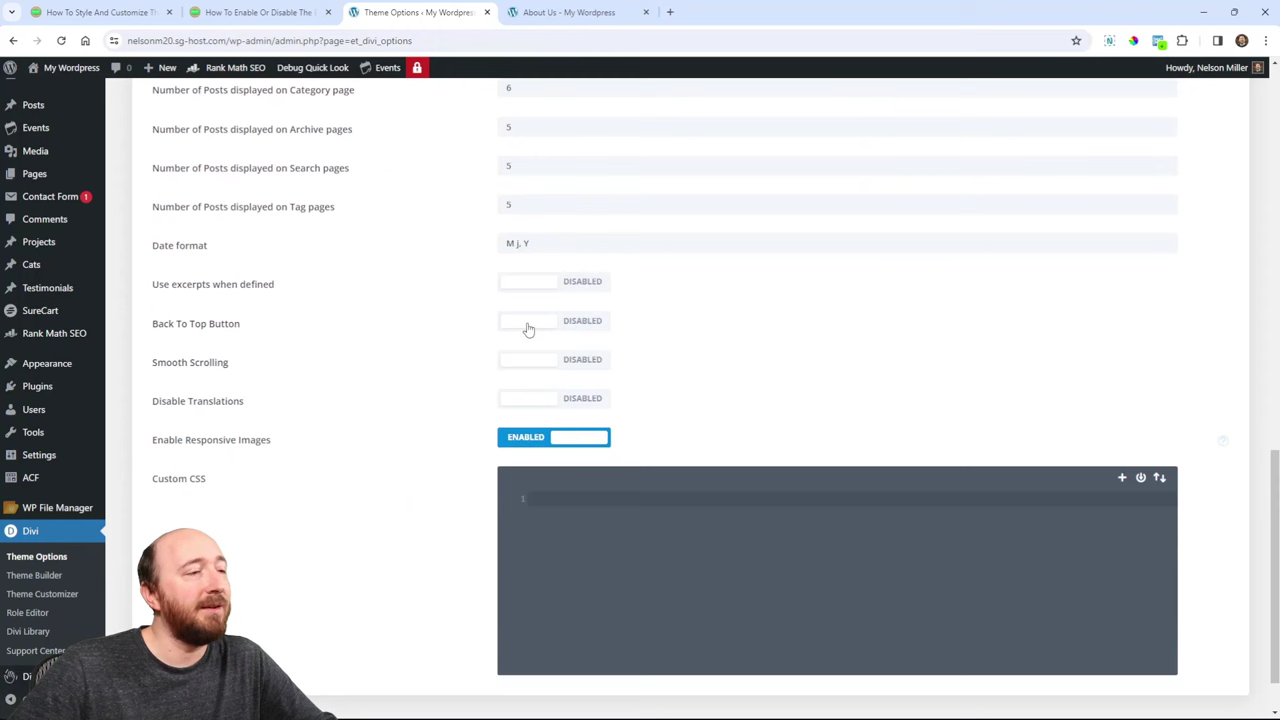 How To Style And Customize Th
How To Enable Or Disable The
Theme Options ‹ My Wordpress
About Us - My Wordpress
nelsonm20.sg-host.com/wp-admin/admin.php?page=et_divi_options
My Wordpress
0
New
Rank Math SEO
Debug Quick Look
Events
Howdy, Nelson Miller
Posts
Events
Media
Pages
Contact Form 1
Comments
Projects
Cats
Testimonials
SureCart
Rank Math SEO
Appearance
Plugins
Users
Tools
Settings
ACF
WP File Manager
Divi
Theme Options
Theme Builder
Theme Customizer
Role Editor
Divi Library
Support Center
Number of Posts displayed on Category page
6
Number of Posts displayed on Archive pages
5
Number of Posts displayed on Search pages
5
Number of Posts displayed on Tag pages
5
Date format
M j, Y
Use excerpts when defined
DISABLED
Back To Top Button
DISABLED
Smooth Scrolling
DISABLED
Disable Translations
DISABLED
Enable Responsive Images
ENABLED
Custom CSS
1